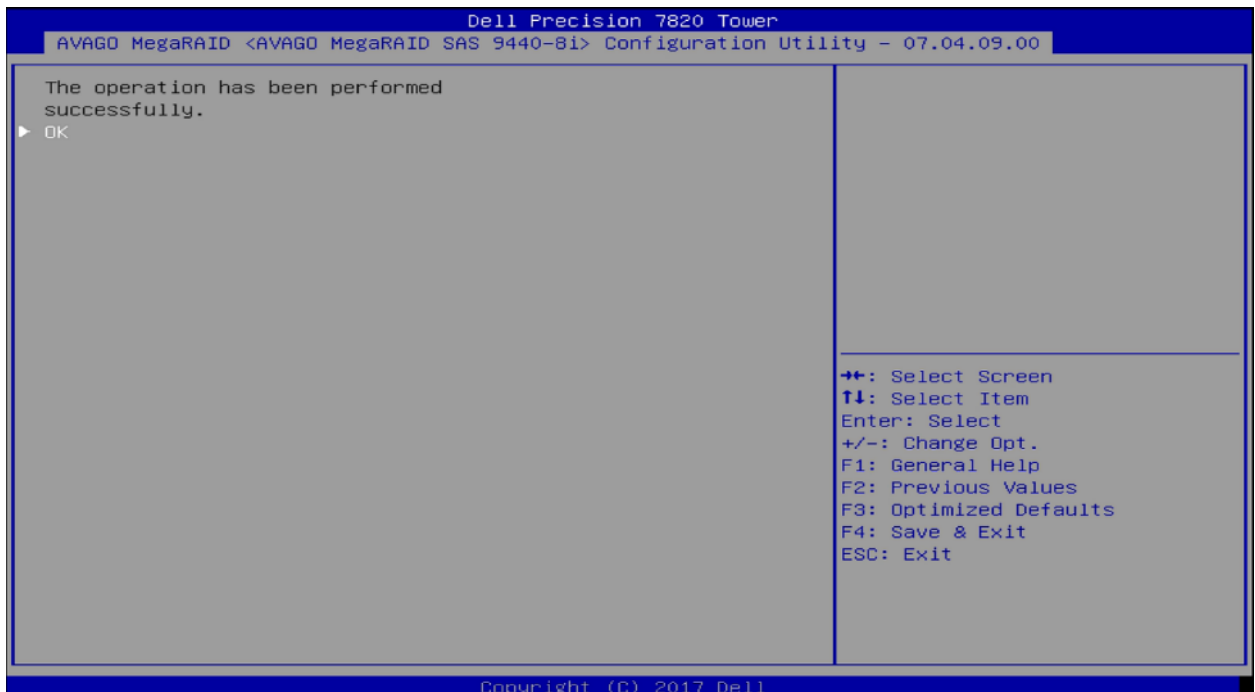 Dell Precision 7820 Tower
AVAGO MegaRAID <AVAGO MegaRAID SAS 9440-8i> Configuration Utility - 07.04.09.00
The operation has been performed
successfully.
OK
→←: Select Screen
↑↓: Select Item
Enter: Select
+/-: Change Opt.
F1: General Help
F2: Previous Values
F3: Optimized Defaults
F4: Save & Exit
ESC: Exit
Copyright (C) 2017 Dell